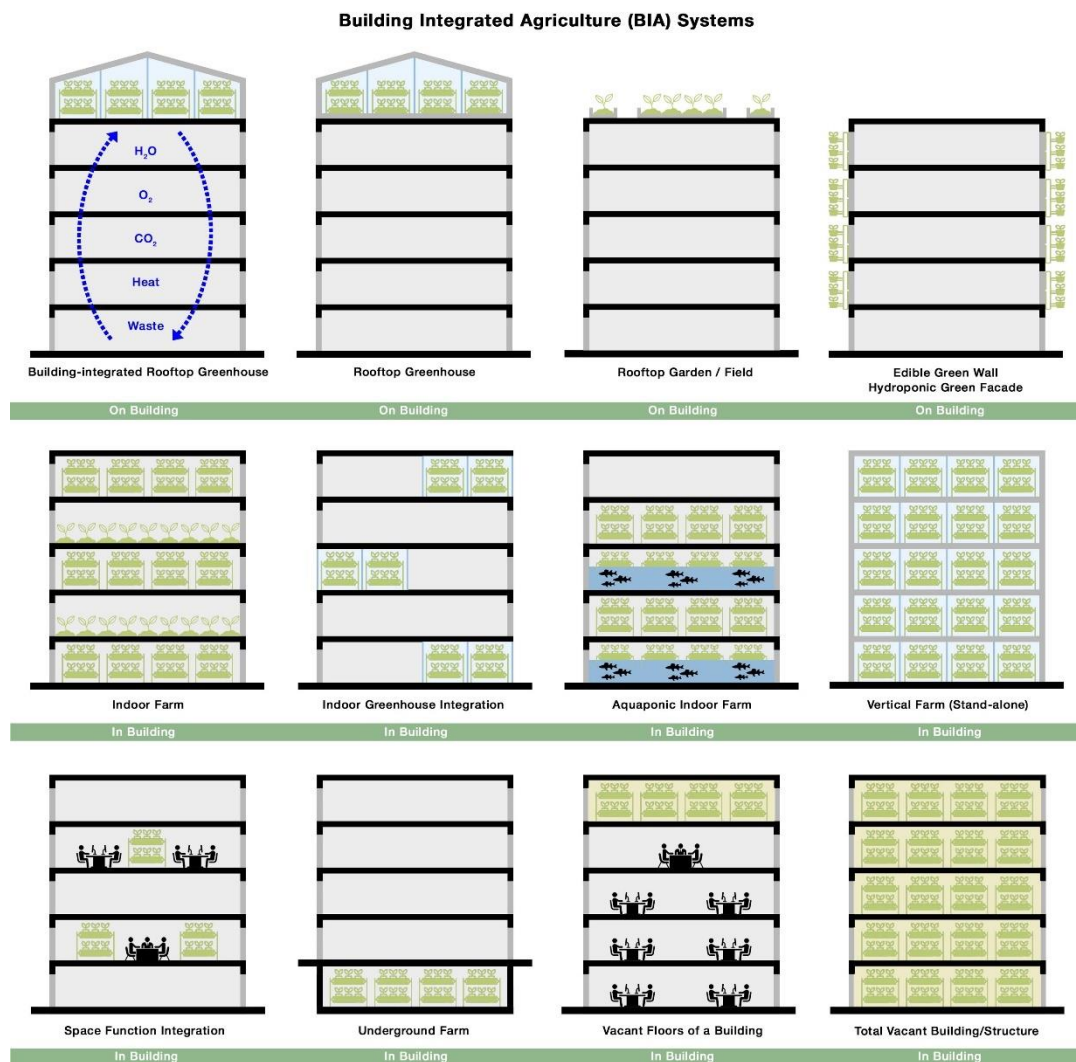 Building Integrated Agriculture (BIA) Systems
H₂O
O₂
CO₂
Heat
Waste
Building-integrated Rooftop Greenhouse
Rooftop Greenhouse
Rooftop Garden / Field
Edible Green Wall
Hydroponic Green Facade
On Building
On Building
On Building
On Building
Indoor Farm
Indoor Greenhouse Integration
Aquaponic Indoor Farm
Vertical Farm (Stand-alone)
In Building
In Building
In Building
In Building
Space Function Integration
Underground Farm
Vacant Floors of a Building
Total Vacant Building/Structure
In Building
In Building
In Building
In Building